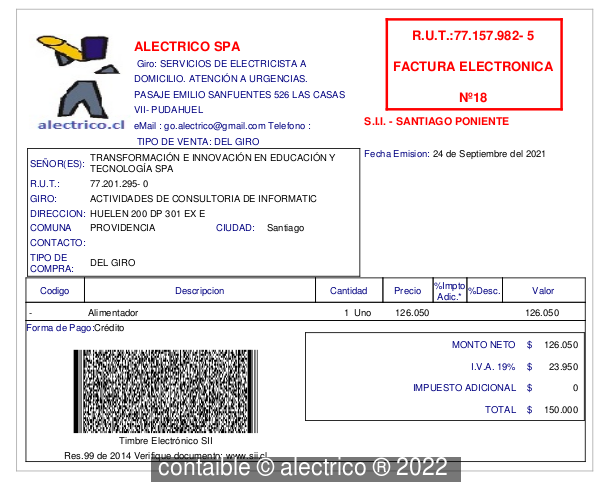 R.U.T.:77.157.982- 5
FACTURA ELECTRONICA
Nº18
S.I.I. - SANTIAGO PONIENTE
alectrico.cl
ALECTRICO SPA
Giro: SERVICIOS DE ELECTRICISTA A
DOMICILIO. ATENCIÓN A URGENCIAS.
PASAJE EMILIO SANFUENTES 526 LAS CASAS
VII- PUDAHUEL
eMail : go.alectrico@gmail.com Telefono :
TIPO DE VENTA: DEL GIRO
Fecha Emision: 24 de Septiembre del 2021
SEÑOR(ES): TRANSFORMACIÓN E INNOVACIÓN EN EDUCACIÓN Y
TECNOLOGÍA SPA
R.U.T.: 77.201.295- 0
GIRO: ACTIVIDADES DE CONSULTORIA DE INFORMATIC
DIRECCION: HUELEN 200 DP 301 EX E
COMUNA PROVIDENCIA CIUDAD: Santiago
CONTACTO:
TIPO DE
COMPRA: DEL GIRO
Codigo Descripcion Cantidad Precio %Impto
Adic.* %Desc. Valor
- Alimentador 1 Uno 126.050 126.050
Forma de Pago:Crédito
MONTO NETO $ 126.050
I.V.A. 19% $ 23.950
IMPUESTO ADICIONAL $ 0
TOTAL $ 150.000
Timbre Electrónico SII
Res.99 de 2014 Verifique documento: www.sii.cl
contaible © alectrico ® 2022